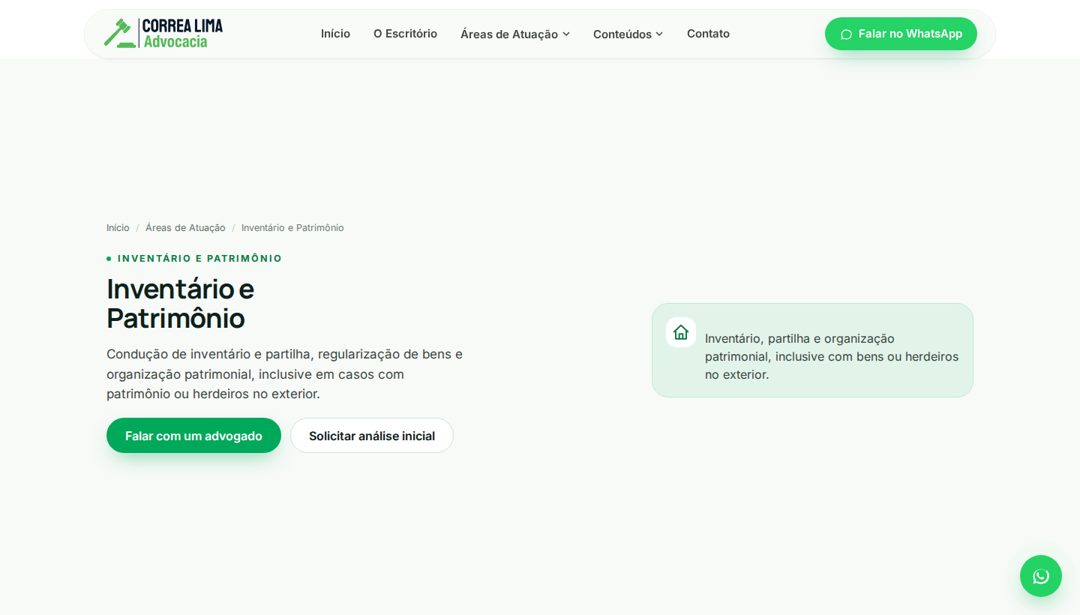 CORREA LIMA
Advocacia
Início
O Escritório
Áreas de Atuação
Conteúdos
Contato
Falar no WhatsApp
Início / Áreas de Atuação / Inventário e Patrimônio
INVENTÁRIO E PATRIMÔNIO
Inventário e
Patrimônio
Condução de inventário e partilha, regularização de bens e
organização patrimonial, inclusive em casos com
patrimônio ou herdeiros no exterior.
Falar com um advogado
Solicitar análise inicial
Inventário, partilha e organização
patrimonial, inclusive com bens ou herdeiros
no exterior.